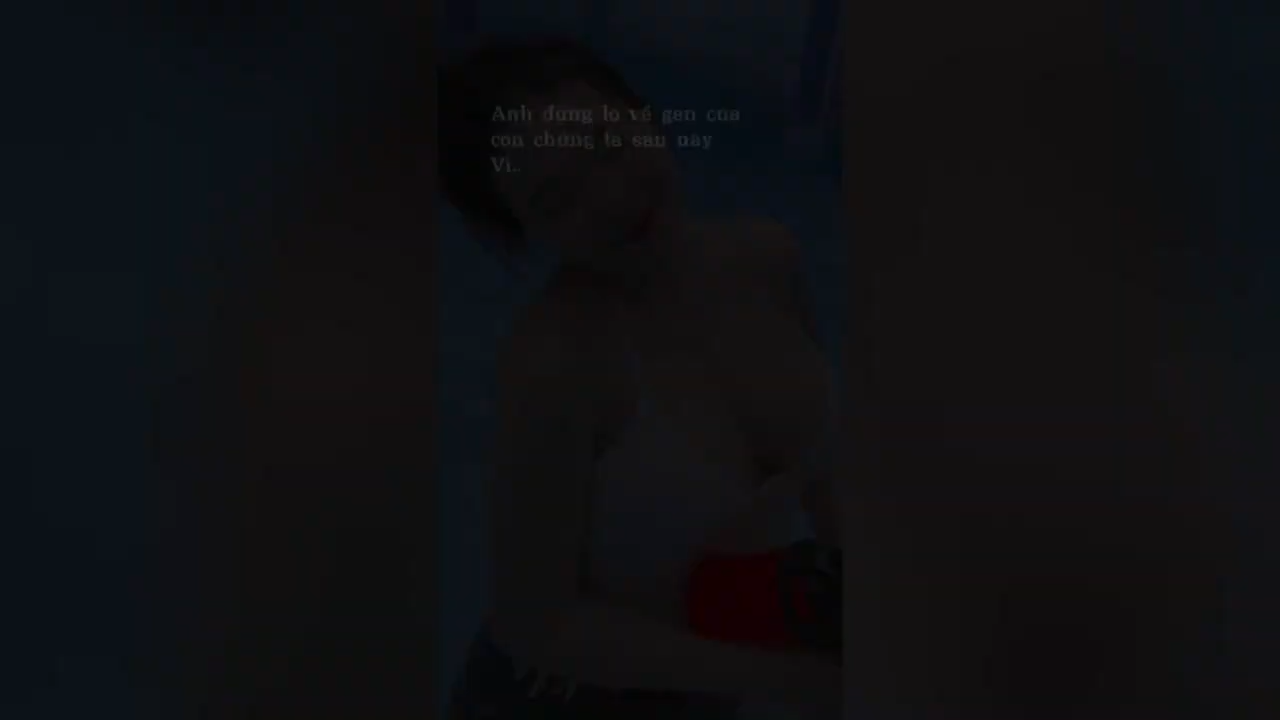 Anh đừng lo về gen của
con chúng ta sau này
Vì..